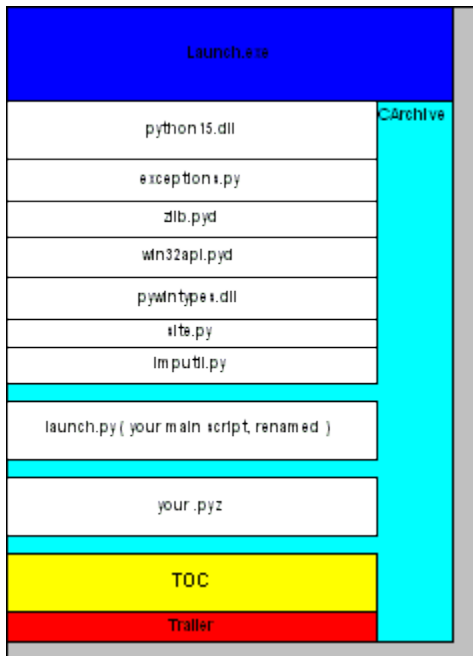 Launch.exe
CArchive
python15.dll
exceptions.py
zlib.pyd
win32api.pyd
pywintypes.dll
site.py
imputil.py
launch.py ( your main script, renamed )
your .pyz
TOC
Trailer